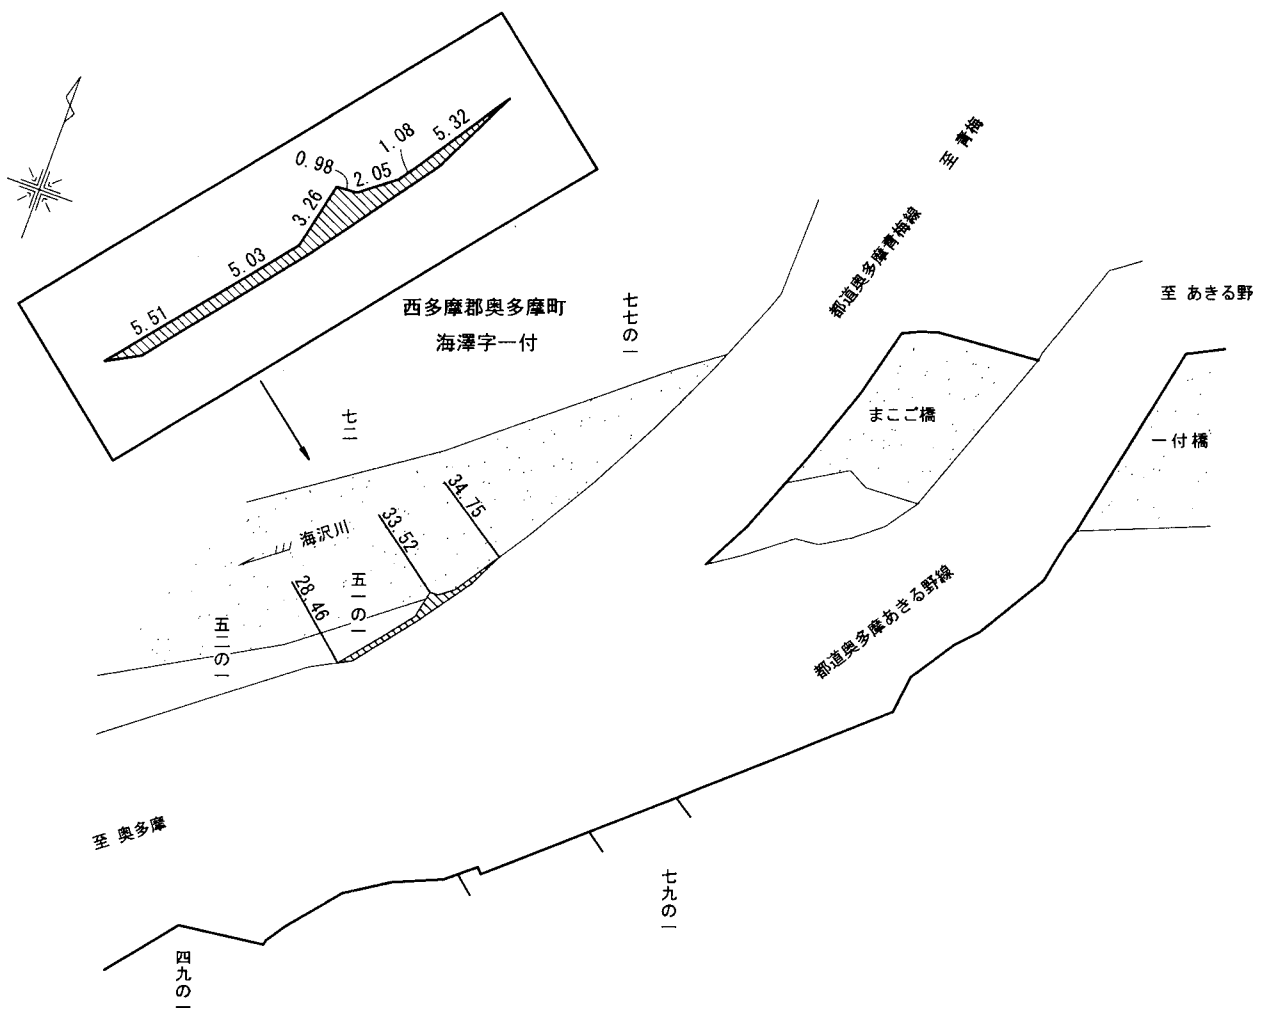 5.32
1.08
0.98
2.05
3.26
5.03
5.51
至 青梅
都道奥多摩青梅線
至 あきる野
西多摩郡奥多摩町
海澤字一付
七七の一
七二
まこご橋
一付橋
34.75
33.52
28.46
海沢川
五一の一
五二の一
都道奥多摩あきる野線
至 奥多摩
七九の一
四九の一